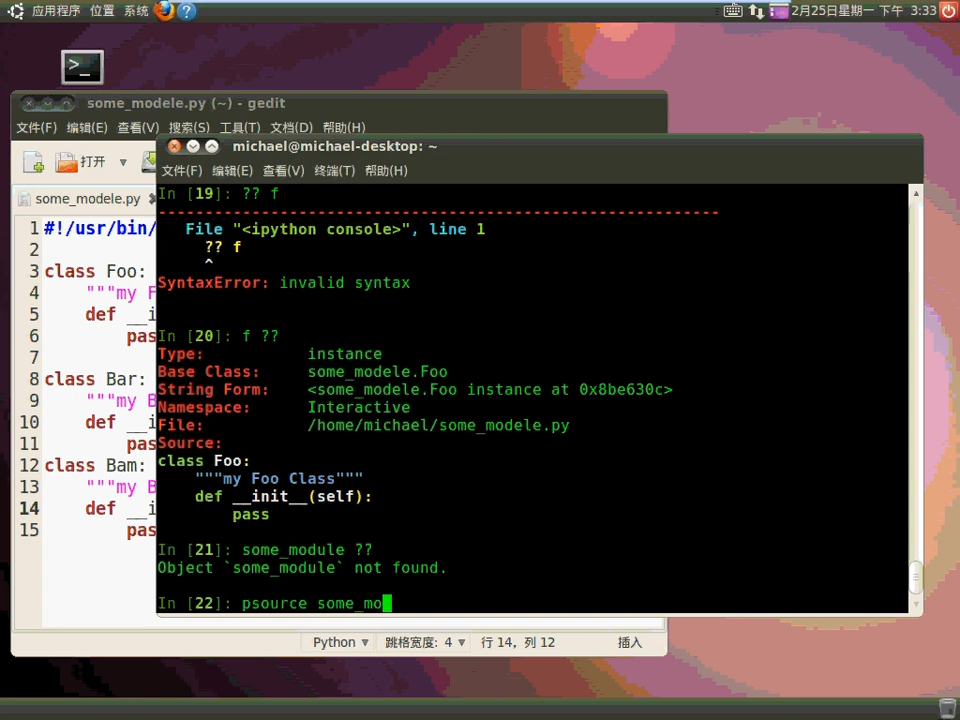 应用程序 位置 系统 2月25日星期一 下午 3:33
some_modele.py (~) - gedit
文件(F) 编辑(E) 查看(V) 搜索(S) 工具(T) 文档(D) 帮助(H)
打开
some_modele.py
1 #!/usr/bin/
2
3 class Foo:
4 """my F
5 def __i
6 pas
7
8 class Bar:
9 """my B
10 def __i
11 pas
12 class Bam:
13 """my B
14 def __i
15 pas
Python 跳格宽度: 4 行 14, 列 12 插入
michael@michael-desktop: ~
文件(F) 编辑(E) 查看(V) 终端(T) 帮助(H)
In [19]: ?? f
------------------------------------------------------------
File "<ipython console>", line 1
?? f
^
SyntaxError: invalid syntax
In [20]: f ??
Type: instance
Base Class: some_modele.Foo
String Form: <some_modele.Foo instance at 0x8be630c>
Namespace: Interactive
File: /home/michael/some_modele.py
Source:
class Foo:
"""my Foo Class"""
def __init__(self):
pass
In [21]: some_module ??
Object `some_module` not found.
In [22]: psource some_mo